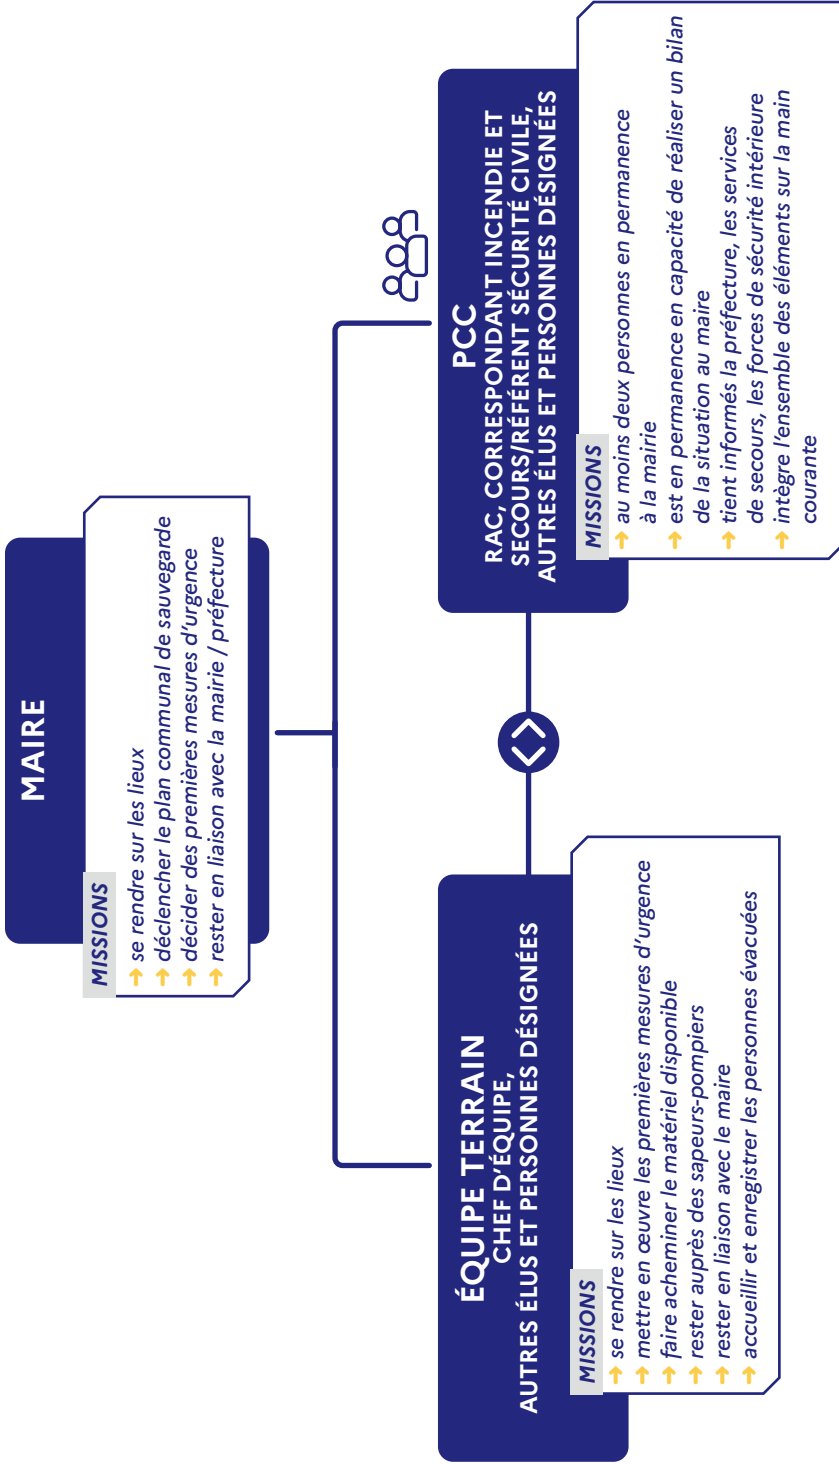 MAIRE
MISSIONS
→ se rendre sur les lieux
→ déclencher le plan communal de sauvegarde
→ décider des premières mesures d'urgence
→ rester en liaison avec la mairie / préfecture
ÉQUIPE TERRAIN
CHEF D'ÉQUIPE,
AUTRES ÉLUS ET PERSONNES DÉSIGNÉES
MISSIONS
→ se rendre sur les lieux
→ mettre en œuvre les premières mesures d'urgence
→ faire acheminer le matériel disponible
→ rester auprès des sapeurs-pompiers
→ rester en liaison avec le maire
→ accueillir et enregistrer les personnes évacuées
PCC
RAC, CORRESPONDANT INCENDIE ET
SECOURS/RÉFÉRENT SÉCURITÉ CIVILE,
AUTRES ÉLUS ET PERSONNES DÉSIGNÉES
MISSIONS
→ au moins deux personnes en permanence
à la mairie
→ est en permanence en capacité de réaliser un bilan
de la situation au maire
→ tient informés la préfecture, les services
de secours, les forces de sécurité intérieure
→ intègre l'ensemble des éléments sur la main
courante